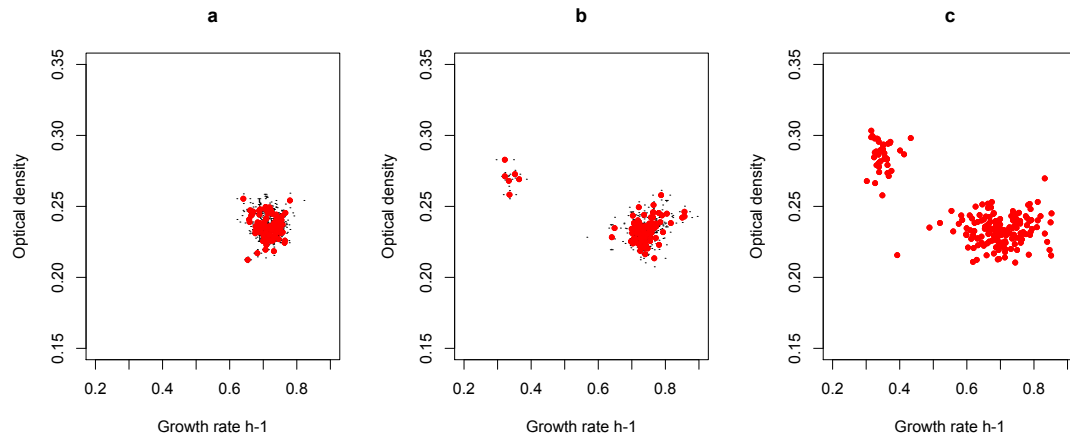 a b c
0.35 0.35 0.35
0.30 0.30 0.30
Optical density Optical density Optical density
0.25 0.25 0.25
0.20 0.20 0.20
0.15 0.15 0.15
0.2 0.4 0.6 0.8 0.2 0.4 0.6 0.8 0.2 0.4 0.6 0.8
Growth rate h-1 Growth rate h-1 Growth rate h-1